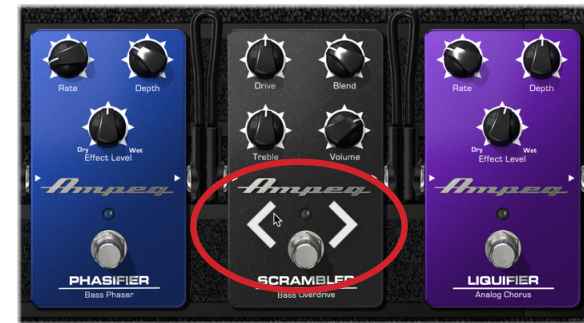 Rate Depth
Dry Wet
Effect Level
Ampeg
PHASIFIER
Bass Phaser
Drive Blend
Treble Volume
Ampeg
SCRAMBLER
Bass Overdrive
Rate Depth
Dry Wet
Effect Level
Ampeg
LIQUIFIER
Analog Chorus